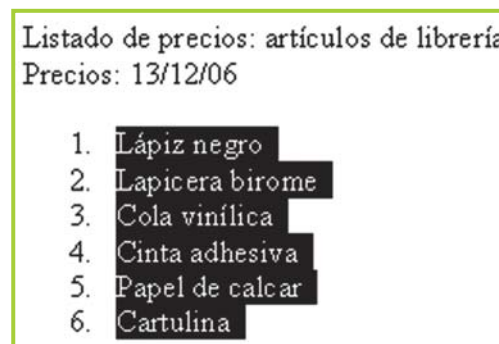 Listado de precios: artículos de librería
Precios: 13/12/06
1. Lápiz negro
2. Lapicera birome
3. Cola vinílica
4. Cinta adhesiva
5. Papel de calcar
6. Cartulina